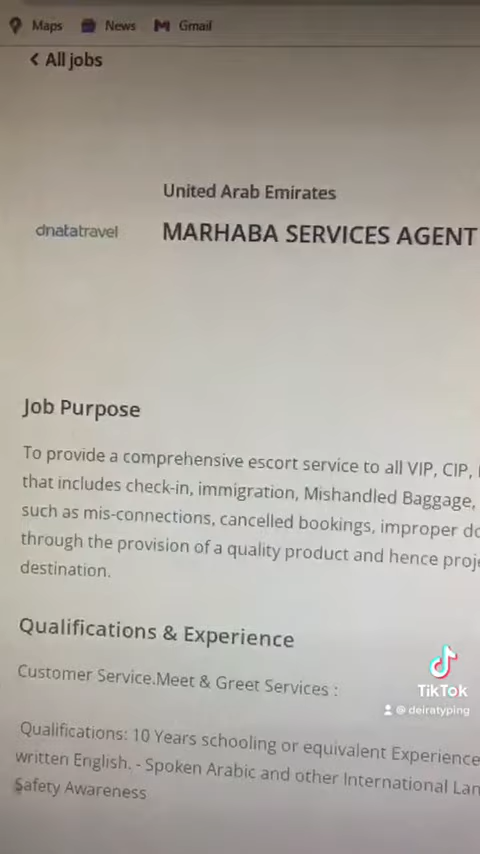 Maps News Gmail
< All jobs
United Arab Emirates
dnatatravel MARHABA SERVICES AGENT
Job Purpose
To provide a comprehensive escort service to all VIP, CIP,
that includes check-in, immigration, Mishandled Baggage,
such as mis-connections, cancelled bookings, improper
through the provision of a quality product and hence
destination.
Qualifications & Experience
Customer Service.Meet & Greet Services :
TikTok
@deiratyping
Qualifications: 10 Years schooling or equivalent Experience
written English. - Spoken Arabic and other International
Safety Awareness